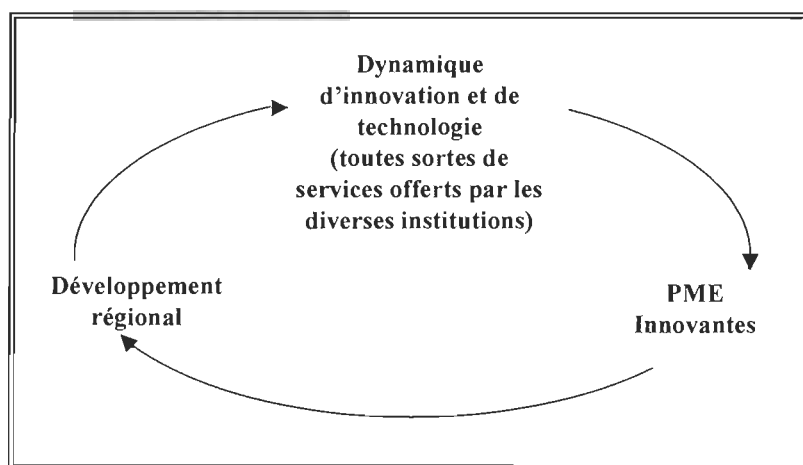 Dynamique
d'innovation et de
technologie
(toutes sortes de
services offerts par les
diverses institutions)
Développement
régional
PME
Innovantes